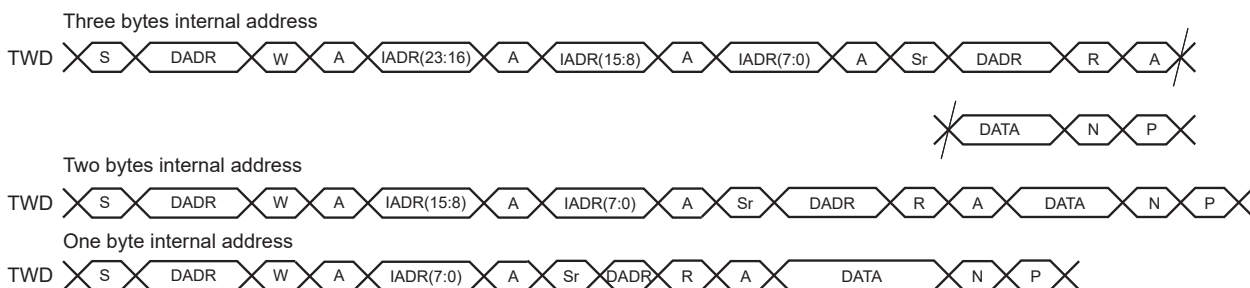 Three bytes internal address
TWD S DADR W A IADR(23:16) A IADR(15:8) A IADR(7:0) A Sr DADR R A
DATA N P
Two bytes internal address
TWD S DADR W A IADR(15:8) A IADR(7:0) A Sr DADR R A DATA N P
One byte internal address
TWD S DADR W A IADR(7:0) A Sr DADR R A DATA N P